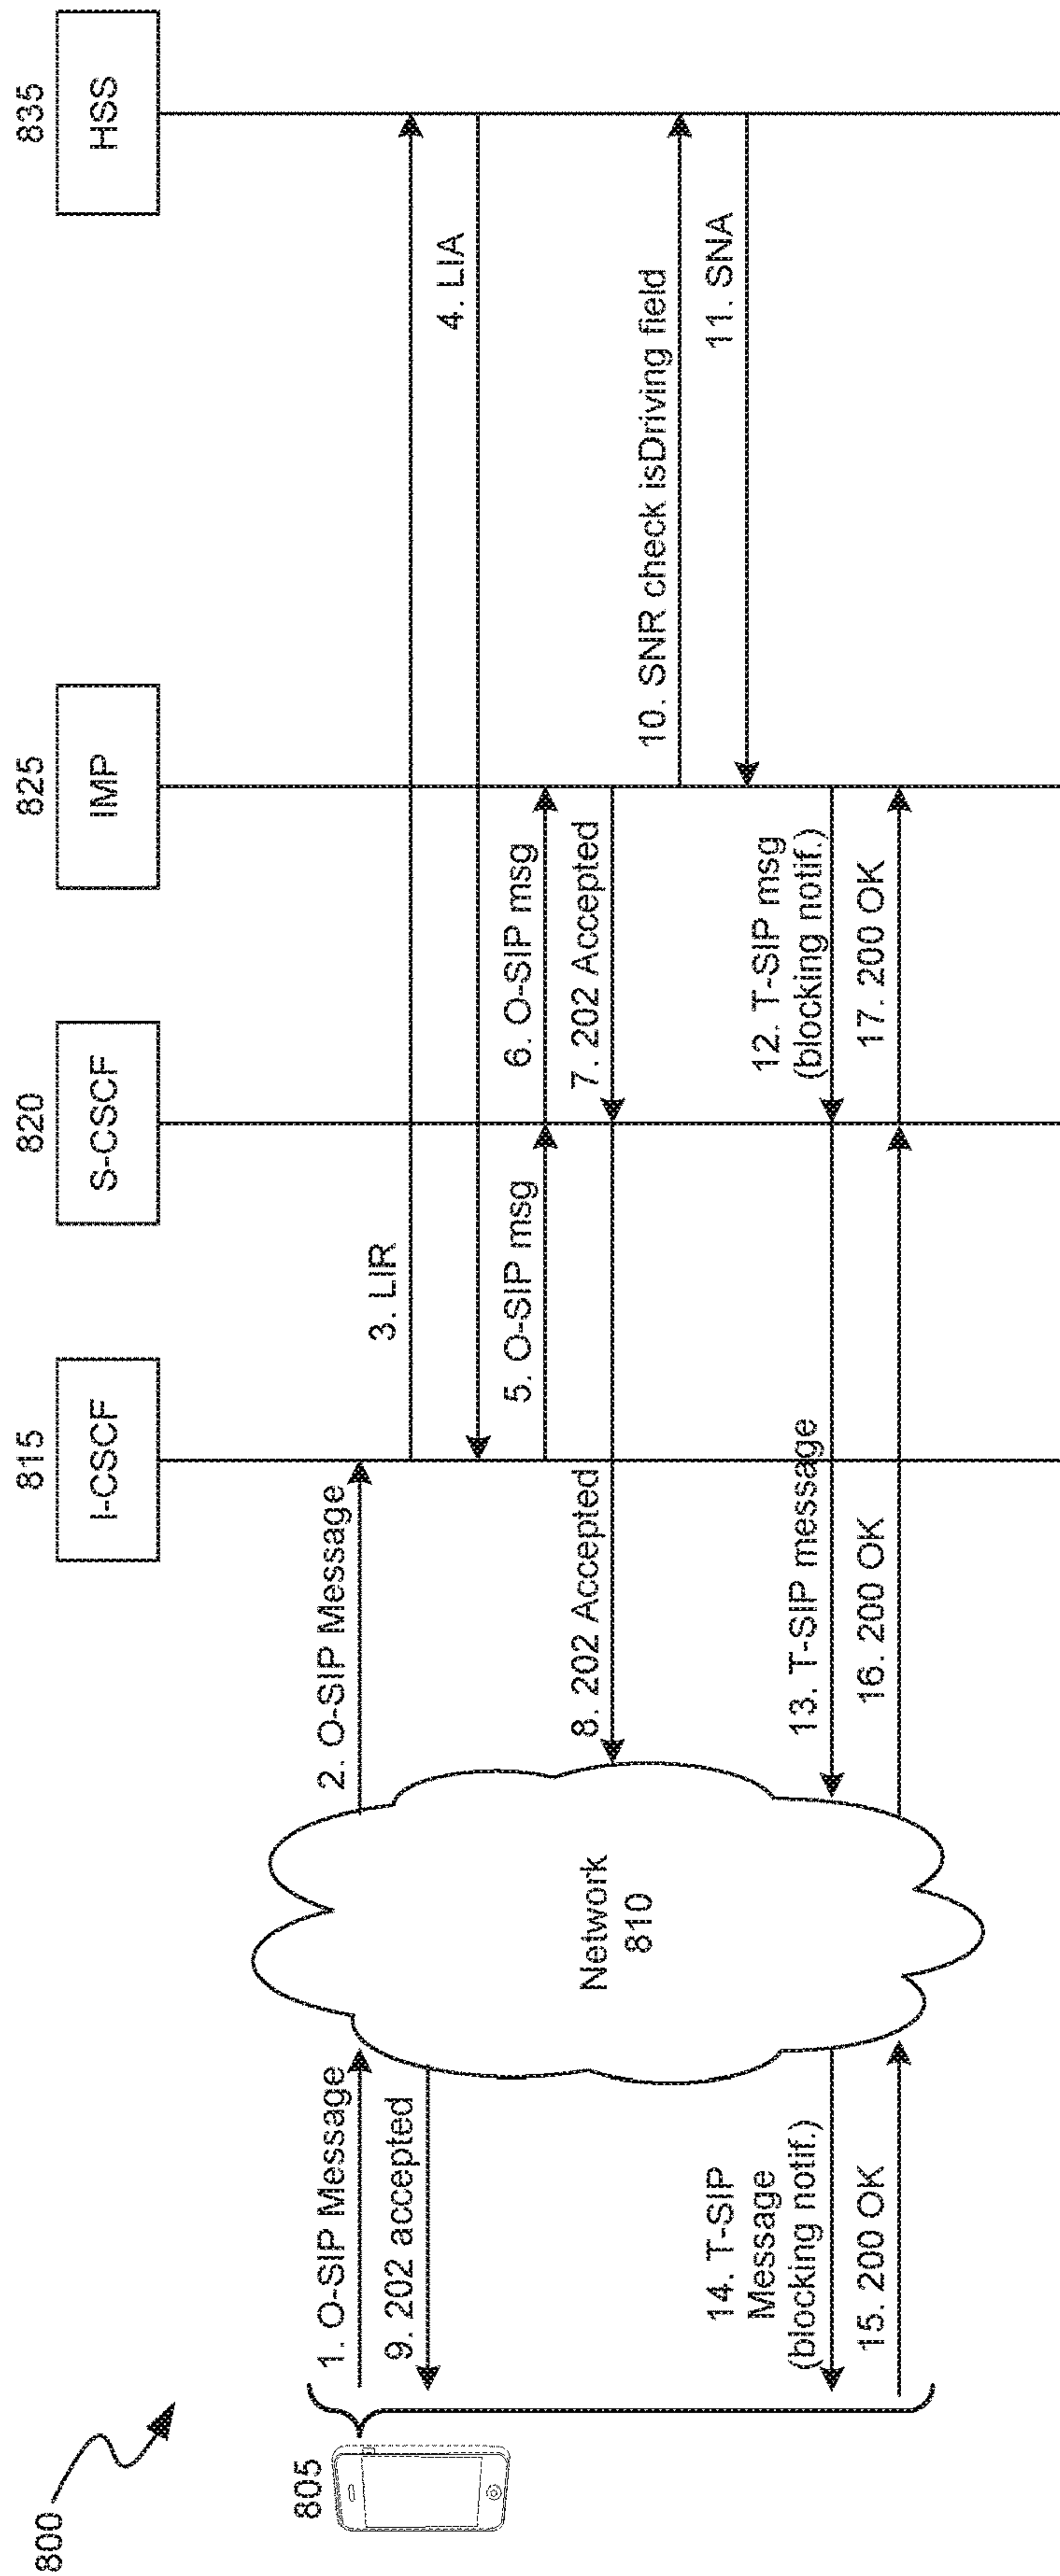 800
805
815
I-CSCF
820
S-CSCF
825
IMP
835
HSS
Network
810
1. O-SIP Message
2. O-SIP Message
3. LIR
4. LIA
5. O-SIP msg
6. O-SIP msg
7. 202 Accepted
8. 202 Accepted
9. 202 accepted
10. SNR check isDriving field
11. SNA
12. T-SIP msg
(blocking notif.)
13. T-SIP message
14. T-SIP
Message
(blocking notif.)
15. 200 OK
16. 200 OK
17. 200 OK